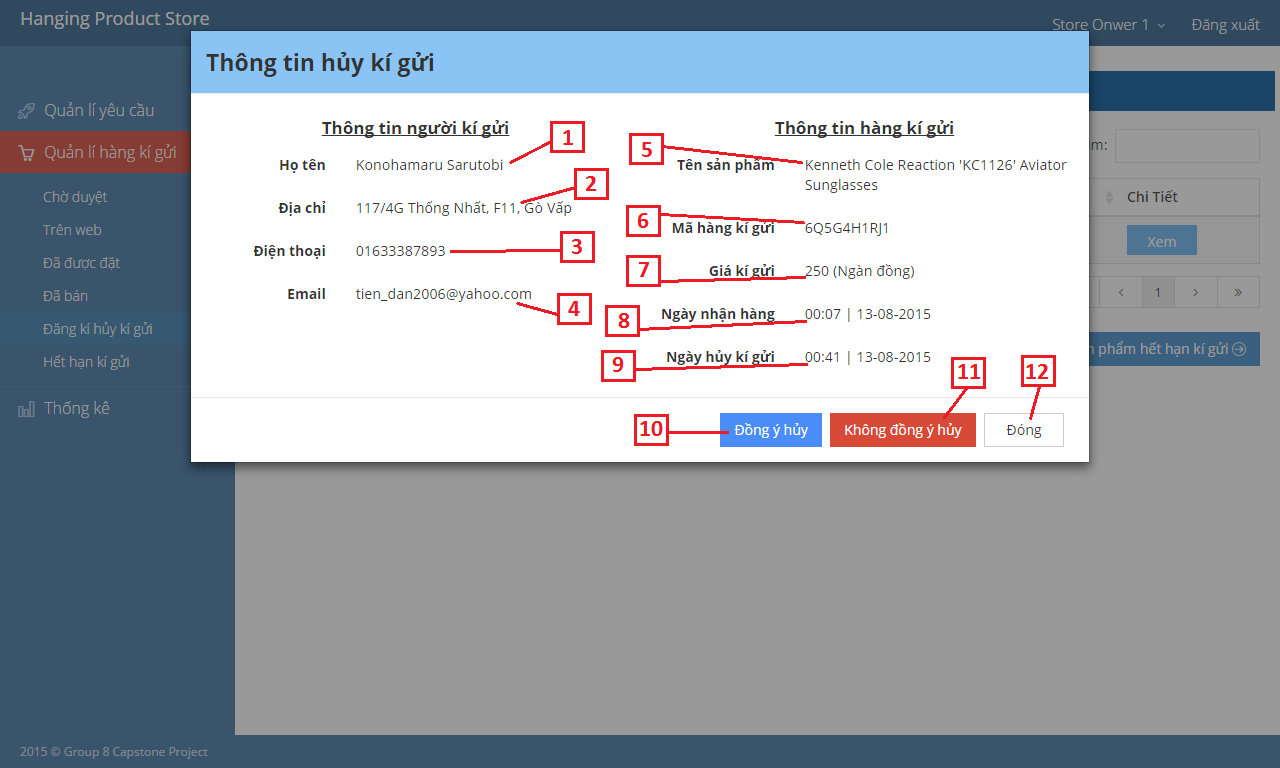 Hanging Product Store
Store Onwer 1
Đăng xuất
Quản lí yêu cầu
Quản lí hàng kí gửi
Chờ duyệt
Trên web
Đã được đặt
Đã bán
Đăng kí hủy kí gửi
Hết hạn kí gửi
Thống kê
Thông tin hủy kí gửi
Thông tin người kí gửi
Họ tên Konohamaru Sarutobi 1
Địa chỉ 117/4G Thống Nhất, F11, Gò Vấp 2
Điện thoại 01633387893 3
Email tien_dan2006@yahoo.com 4
Thông tin hàng kí gửi
5 Tên sản phẩm Kenneth Cole Reaction 'KC1126' Aviator
Sunglasses
6 Mã hàng kí gửi 6Q5G4H1RJ1
7 Giá kí gửi 250 (Ngàn đồng)
8 Ngày nhận hàng 00:07 | 13-08-2015
9 Ngày hủy kí gửi 00:41 | 13-08-2015
10 Đồng ý hủy
11 Không đồng ý hủy
12 Đóng
Chi Tiết
Xem
1
phẩm hết hạn kí gửi
2015 © Group 8 Capstone Project